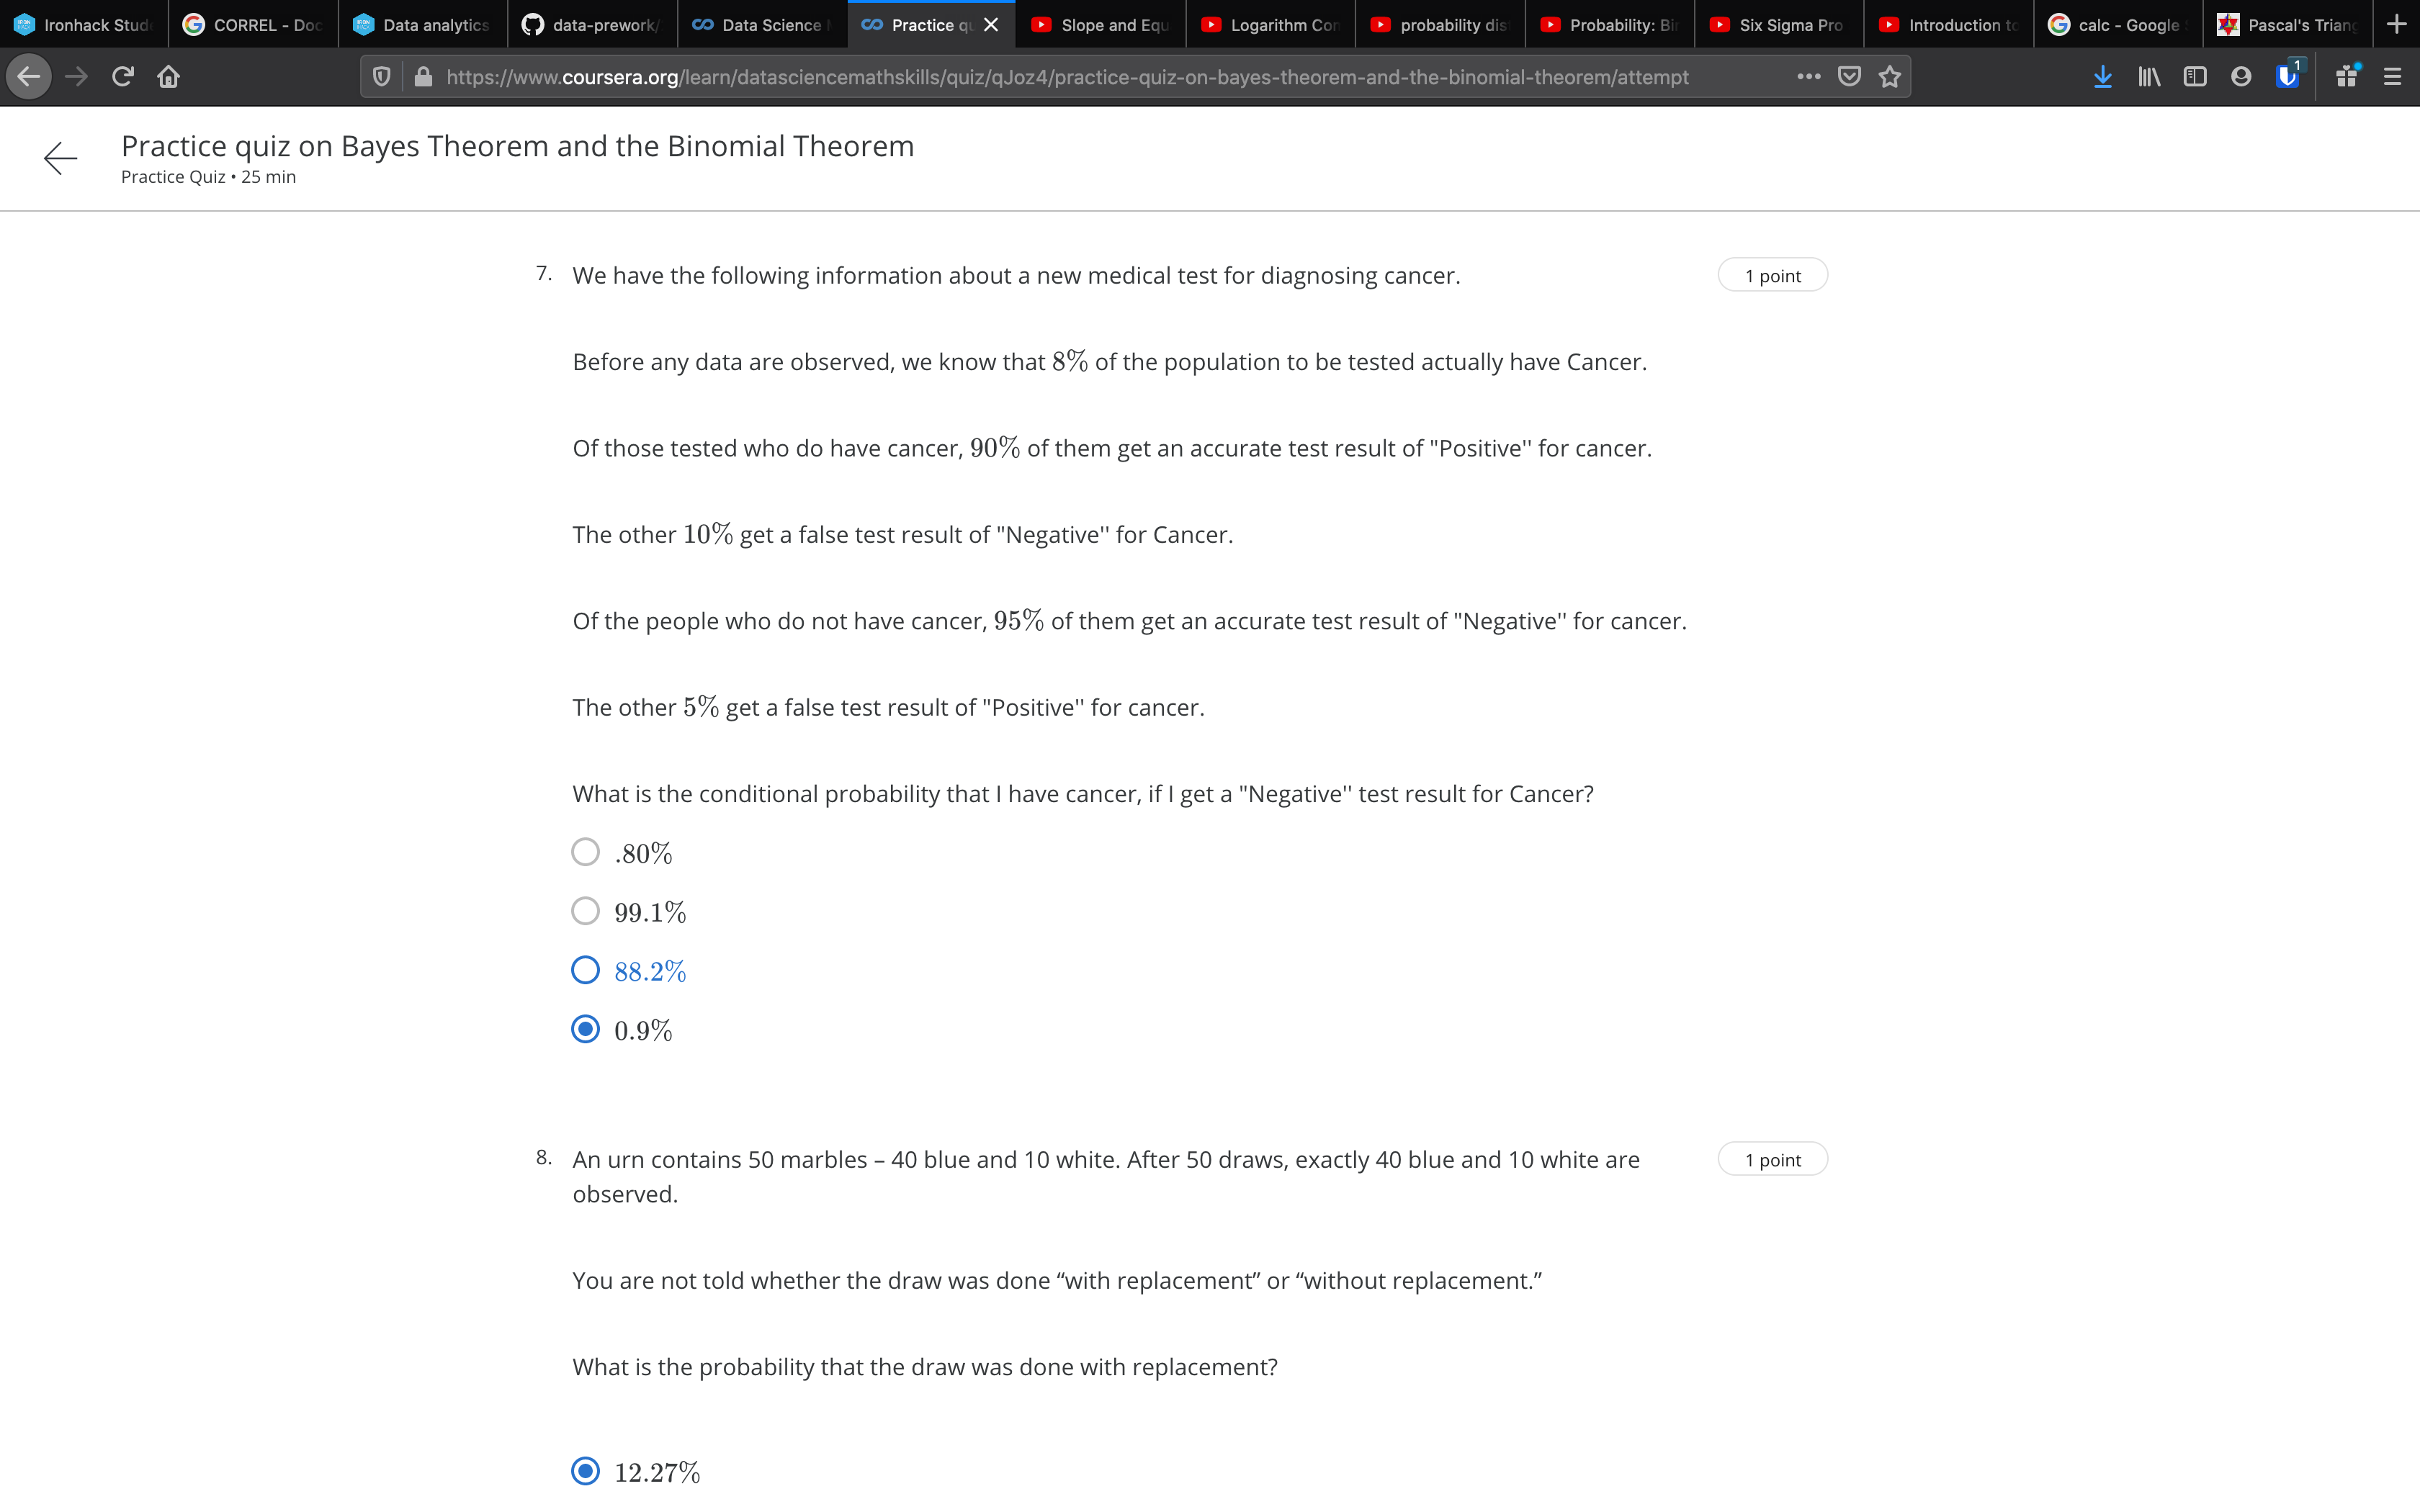 Ironhack Stud
CORREL - Doc
Data analytics
data-prework/
Data Science
Practice qu
Slope and Equ
Logarithm Con
probability dis
Probability: Bin
Six Sigma Pro
Introduction to
calc - Google
Pascal's Triang
https://www.coursera.org/learn/datasciencemathskills/quiz/qJoz4/practice-quiz-on-bayes-theorem-and-the-binomial-theorem/attempt
1
Practice quiz on Bayes Theorem and the Binomial Theorem
Practice Quiz • 25 min
7. We have the following information about a new medical test for diagnosing cancer.
1 point
Before any data are observed, we know that 8% of the population to be tested actually have Cancer.
Of those tested who do have cancer, 90% of them get an accurate test result of "Positive'' for cancer.
The other 10% get a false test result of "Negative'' for Cancer.
Of the people who do not have cancer, 95% of them get an accurate test result of "Negative'' for cancer.
The other 5% get a false test result of "Positive'' for cancer.
What is the conditional probability that I have cancer, if I get a "Negative'' test result for Cancer?
.80%
99.1%
88.2%
0.9%
8. An urn contains 50 marbles – 40 blue and 10 white. After 50 draws, exactly 40 blue and 10 white are
observed.
1 point
You are not told whether the draw was done “with replacement” or “without replacement.”
What is the probability that the draw was done with replacement?
12.27%